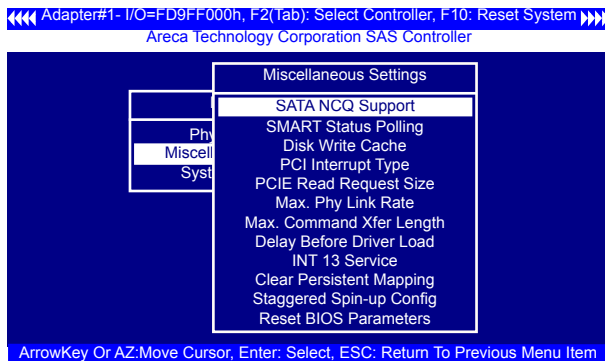 Adapter#1- I/O=FD9FF000h, F2(Tab): Select Controller, F10: Reset System
Areca Technology Corporation SAS Controller
Miscellaneous Settings
SATA NCQ Support
SMART Status Polling
Disk Write Cache
PCI Interrupt Type
PCIE Read Request Size
Max. Phy Link Rate
Max. Command Xfer Length
Delay Before Driver Load
INT 13 Service
Clear Persistent Mapping
Staggered Spin-up Config
Reset BIOS Parameters
Phy
Miscell
Syst
ArrowKey Or AZ:Move Cursor, Enter: Select, ESC: Return To Previous Menu Item